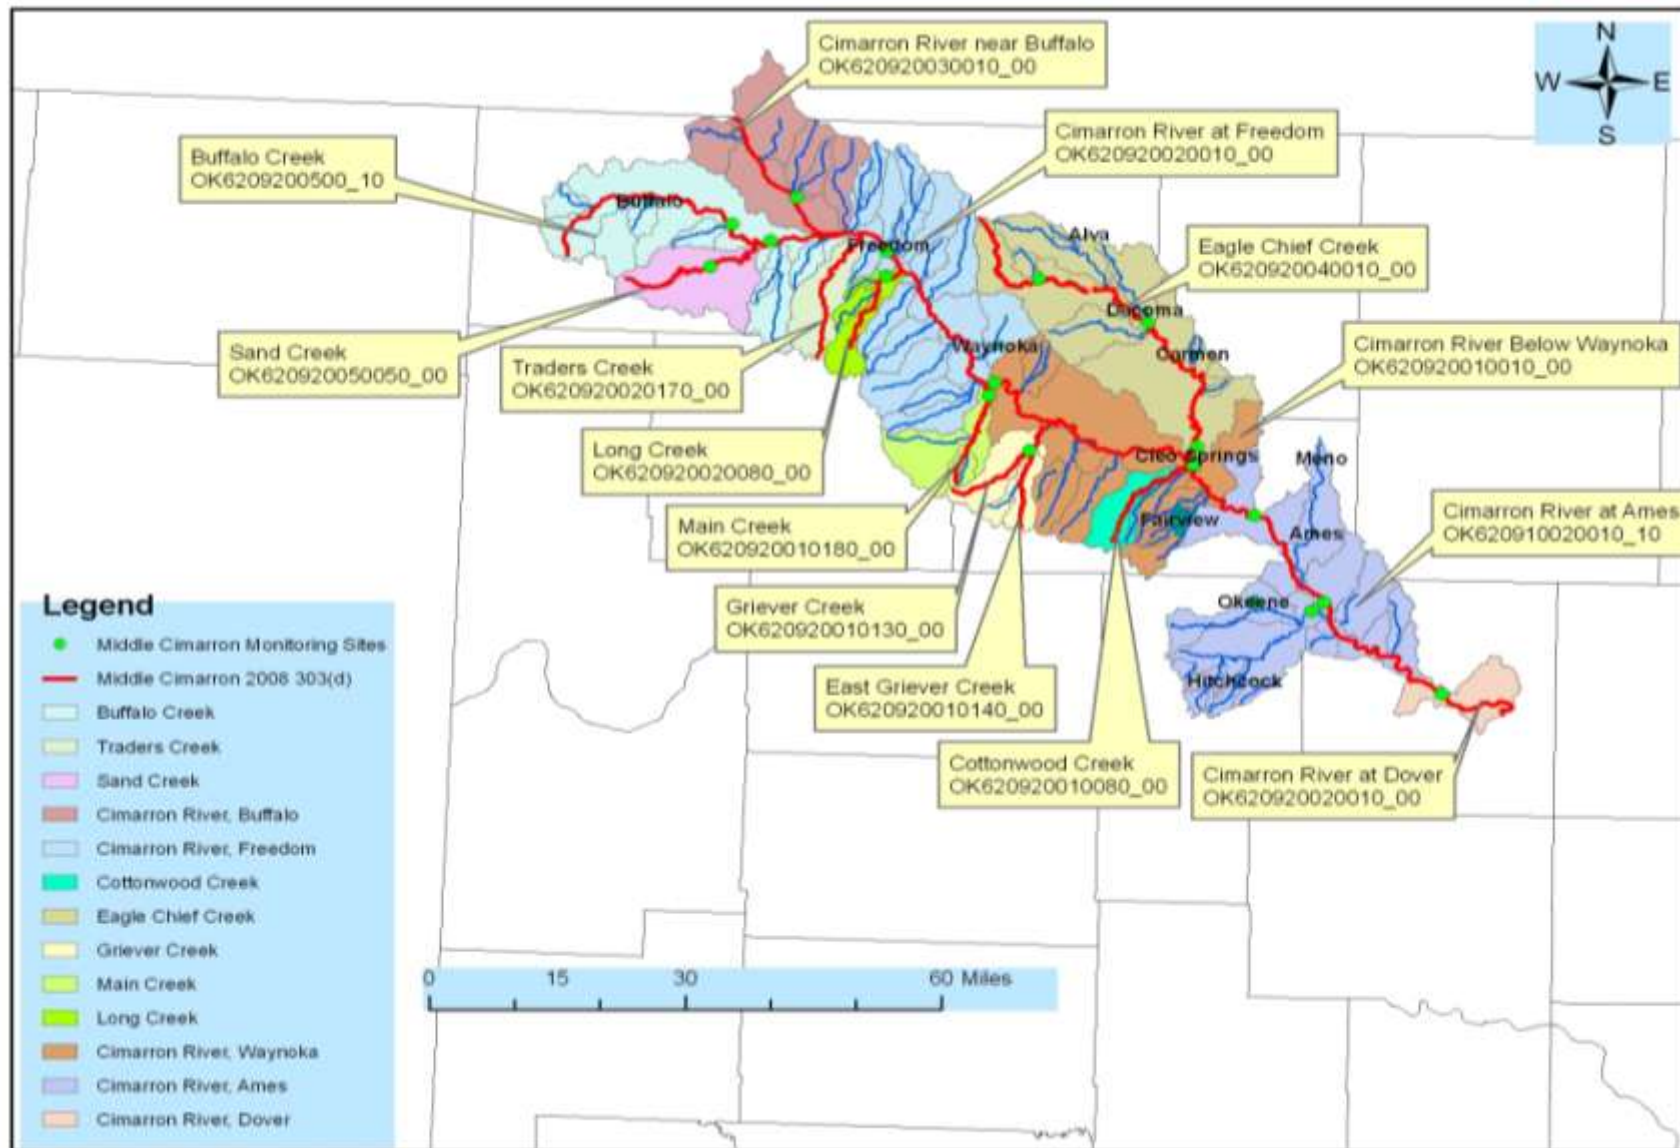 Cimarron River near Buffalo
OK620920030010_00
N
W
E
S
Cimarron River at Freedom
OK620920020010_00
Buffalo Creek
OK6209200500_10
Buffalo
Freedom
Alva
Eagle Chief Creek
OK620920040010_00
Dacoma
Sand Creek
OK620920050050_00
Traders Creek
OK620920020170_00
Waynoka
Carmen
Cimarron River Below Waynoka
OK620920010010_00
Long Creek
OK620920020080_00
Cleo Springs
Meno
Main Creek
OK620920010180_00
Fairview
Ames
Cimarron River at Ames
OK620910020010_10
Griever Creek
OK620920010130_00
Okeene
East Griever Creek
OK620920010140_00
Hitchcock
Cottonwood Creek
OK620920010080_00
Cimarron River at Dover
OK620920020010_00
Legend
Middle Cimarron Monitoring Sites
Middle Cimarron 2008 303(d)
Buffalo Creek
Traders Creek
Sand Creek
Cimarron River, Buffalo
Cimarron River, Freedom
Cottonwood Creek
Eagle Chief Creek
Griever Creek
Main Creek
Long Creek
Cimarron River, Waynoka
Cimarron River, Ames
Cimarron River, Dover
0 15 30 60 Miles